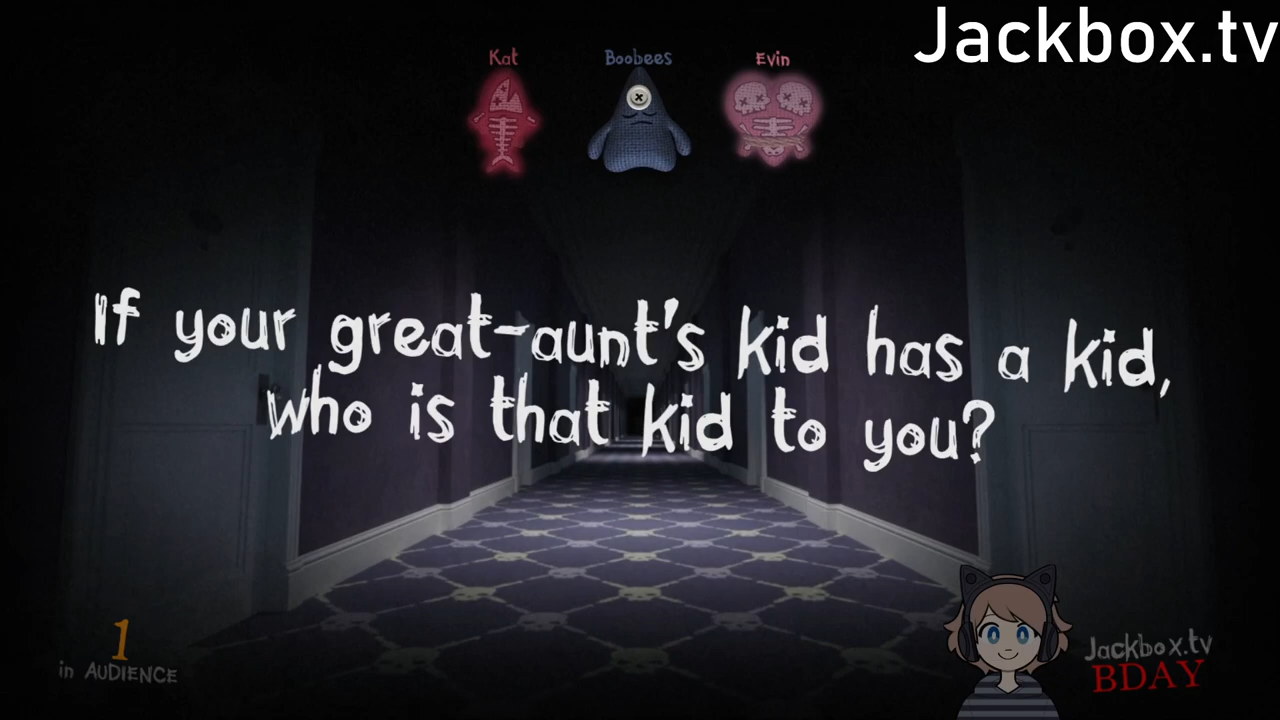 Jackbox.tv
Kat
Boobees
Evin
If your great-aunt's kid has a kid,
who is that kid to you?
1
in AUDIENCE
Jackbox.tv
BDAY